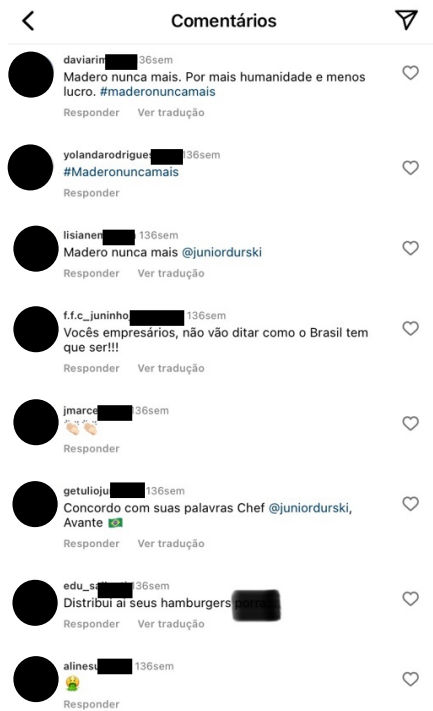 Comentários
daviarin 136sem
Madero nunca mais. Por mais humanidade e menos
lucro. #maderonuncamais
Responder Ver tradução
yolandarodrigues 136sem
#Maderonuncamais
Responder
lisianen 136sem
Madero nunca mais @juniordurski
Responder Ver tradução
f.f.c_juninho 136sem
Vocês empresários, não vão ditar como o Brasil tem
que ser!!!
Responder Ver tradução
jmarce 136sem
👏🏻👏🏻
Responder
getulioju 136sem
Concordo com suas palavras Chef @juniordurski,
Avante 🇧🇷
Responder Ver tradução
136sem
Distribui aí seus hamburgers
Responder Ver tradução
alinesu 136sem
🤮
Responder